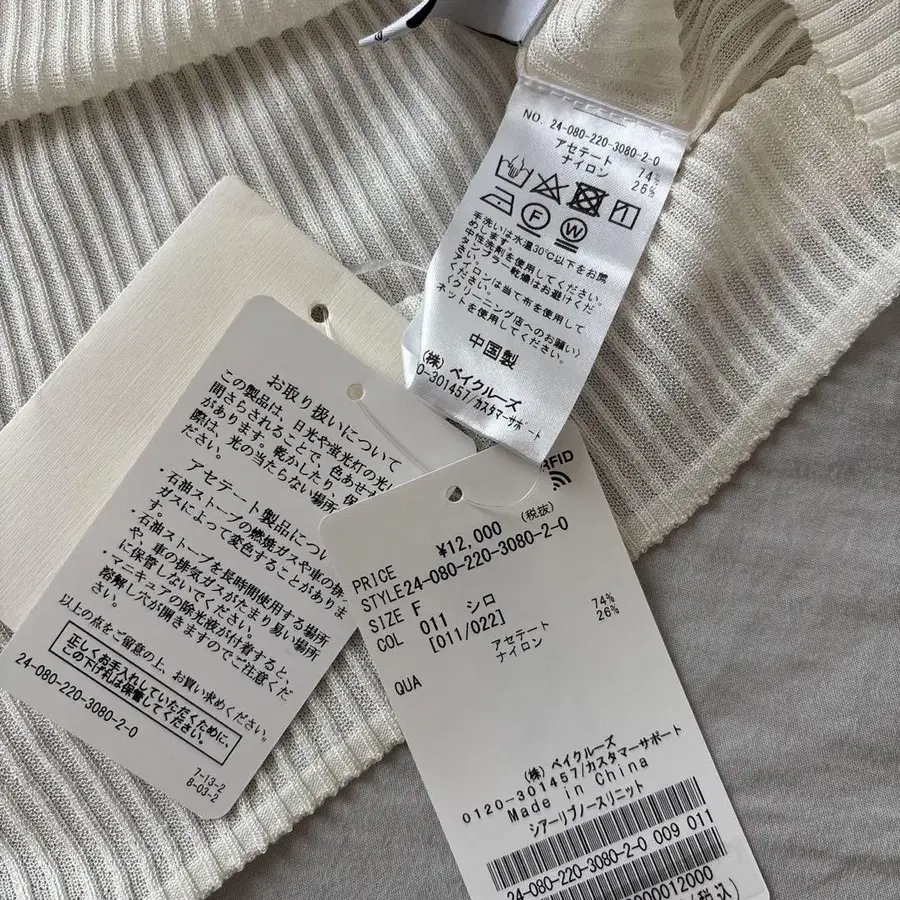 NO. 24-080-220-3080-2-0
アセテート 74%
ナイロン 26%
F
W
手洗いは水温30℃以下をお奨
めします。
中性洗剤を使用してください。
タンブラー乾燥はお避けくだ
さい。
アイロンは当て布を使用して
ください。
(クリーニング店へのお願い)
ネットを使用してください。
中国製
(株) ベイクルーズ
0-301457/カスタマーサポート
お取り扱いについて
この製品は、日光や蛍光灯の光
間さらされることで、色あせす
があります。乾かしたり、保
際は、光の当たらない場所
ださい。
アセテート製品につい
・石油ストーブの燃焼ガスや車の排
ガスによって変色することがありま
す。
・石油ストーブを長時間使用する場所
や、車の排気ガスがたまり易い場所
に保管しないでください。
・マニキュアの除光液が付着すると、
溶解し穴が開きますのでご注意くだ
さい。
以上の点をご留意の上、お買い求めください。
正しくお手入れしていただくために、
この下げ札は保管してください。
24-080-220-3080-2-0
7-13-2
8-03-2
RFID
PRICE ¥12,000 (税抜)
STYLE24-080-220-3080-2-0
SIZE F
COL 011 シロ
[011/022]
QUA アセテート 74%
ナイロン 26%
(株) ベイクルーズ
0120-301457/カスタマーサポート
Made in China
シアーリブノースリニット
24-080-220-3080-2-0 009 011